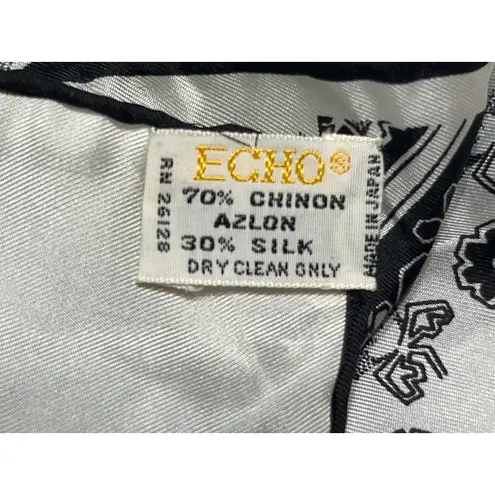 ECHO®
70% CHINON
AZLON
30% SILK
DRY CLEAN ONLY
RN 26128
MADE IN JAPAN